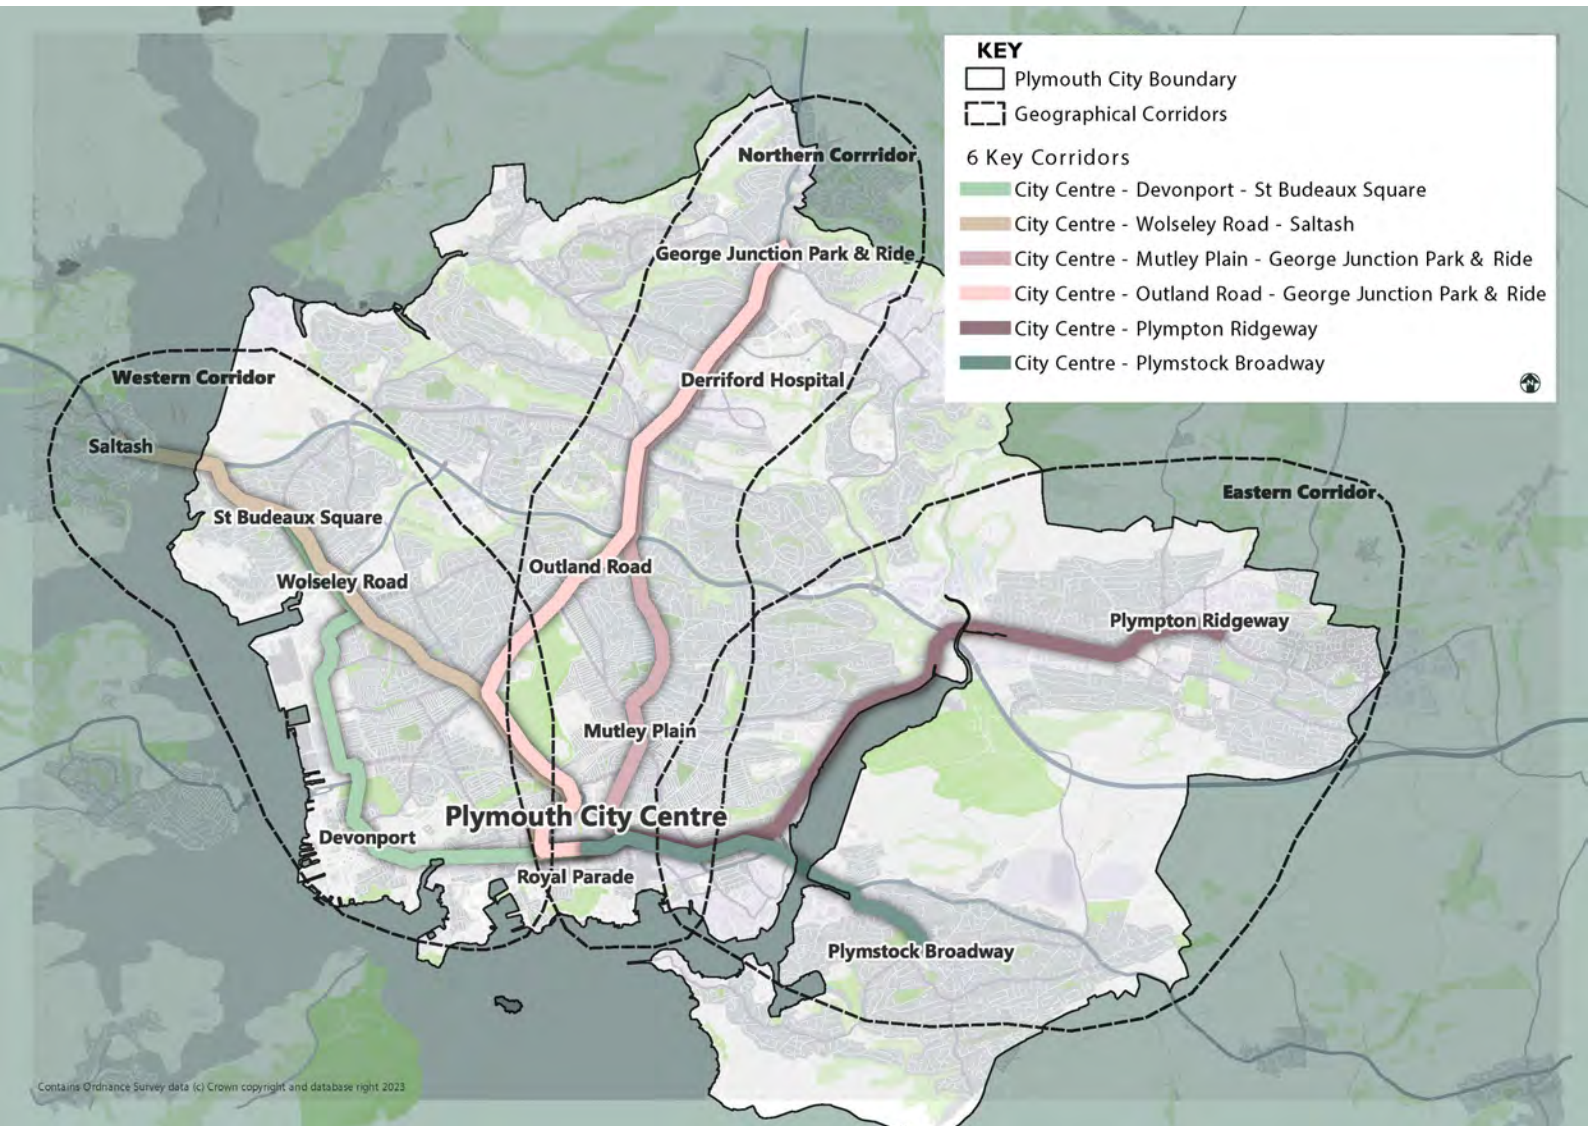 KEY
Plymouth City Boundary
Geographical Corridors
6 Key Corridors
City Centre - Devonport - St Budeaux Square
City Centre - Wolseley Road - Saltash
City Centre - Mutley Plain - George Junction Park & Ride
City Centre - Outland Road - George Junction Park & Ride
City Centre - Plympton Ridgeway
City Centre - Plymstock Broadway
Northern Corrridor
George Junction Park & Ride
Western Corridor
Derriford Hospital
Saltash
Eastern Corridor
St Budeaux Square
Outland Road
Wolseley Road
Plympton Ridgeway
Mutley Plain
Plymouth City Centre
Devonport
Royal Parade
Plymstock Broadway
Contains Ordnance Survey data (c) Crown copyright and database right 2023